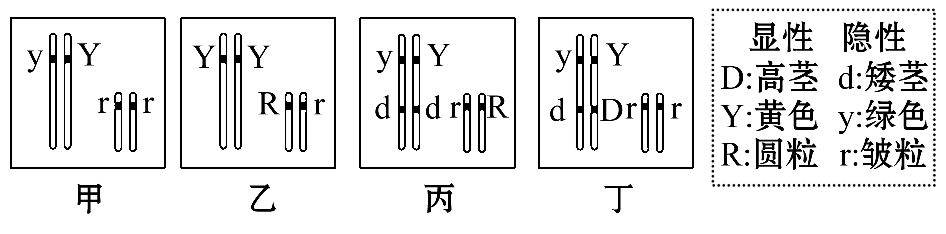 y Y
r r
甲
Y Y
R r
乙
y Y
d d r R
丙
y Y
d D r r
丁
显性 隐性
D:高茎 d:矮茎
Y:黄色 y:绿色
R:圆粒 r:皱粒